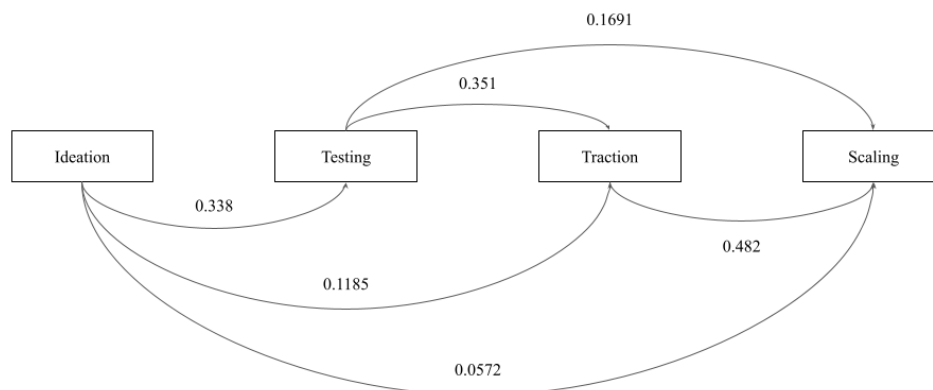 0.1691
0.351
Ideation
Testing
Traction
Scaling
0.338
0.482
0.1185
0.0572